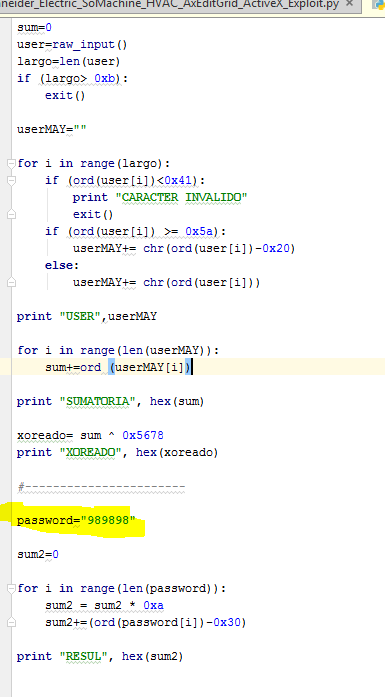 neider_Electric_SoMachine_HVAC_AxEditGrid_ActiveX_Exploit.py
sum=0
user=raw_input()
largo=len(user)
if (largo> 0xb):
    exit()
userMAY=""
for i in range(largo):
    if (ord(user[i])<0x41):
        print "CARACTER INVALIDO"
        exit()
    if (ord(user[i]) >= 0x5a):
        userMAY+= chr(ord(user[i])-0x20)
    else:
        userMAY+= chr(ord(user[i]))
print "USER",userMAY
for i in range(len(userMAY)):
    sum+=ord (userMAY[i])
print "SUMATORIA", hex(sum)
xoreado= sum ^ 0x5678
print "XOREADO", hex(xoreado)
#-----------------------
password="989898"
sum2=0
for i in range(len(password)):
    sum2 = sum2 * 0xa
    sum2+=(ord(password[i])-0x30)
print "RESUL", hex(sum2)